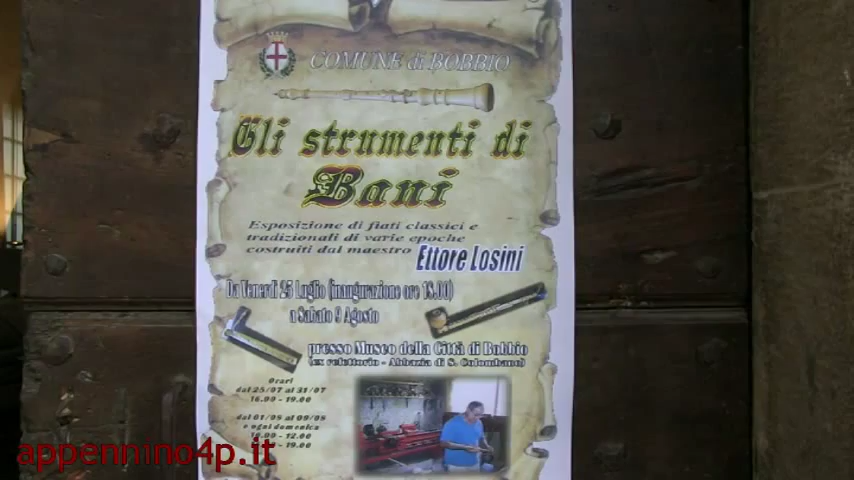 COMUNE di BOBBIO
Gli strumenti di
Bani
Esposizione di fiati classici e
tradizionali di varie epoche
costruiti dal maestro Ettore Losini
Da Venerdì 25 Luglio (inaugurazione ore 18,00)
a Sabato 9 Agosto
presso Museo della Città di Bobbio
(ex refettorio - Abbazia di S. Colombano)
Orari
dal 25/07 al 31/07
16.00 - 19.00
dal 01/08 al 09/08
e ogni domenica
- 12.00
- 19.00
appennino4p.it